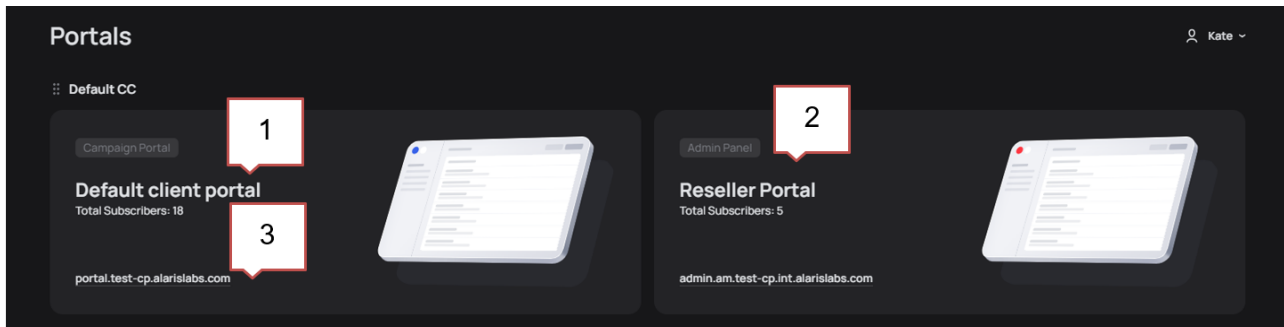 Portals
Kate
Default CC
1
Campaign Portal
Default client portal
Total Subscribers: 18
3
portal.test-cp.alarislabs.com
2
Admin Panel
Reseller Portal
Total Subscribers: 5
admin.am.test-cp.int.alarislabs.com